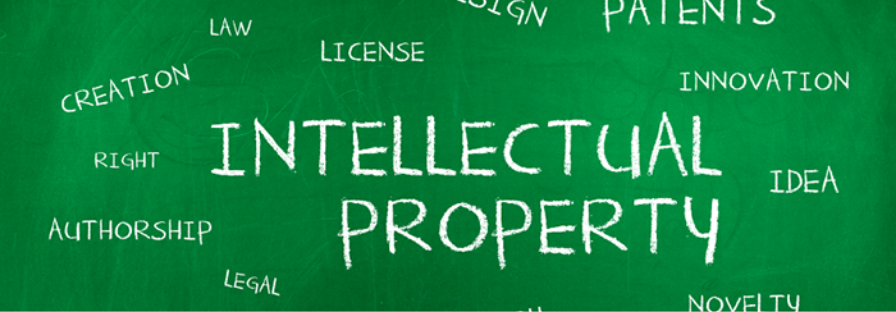 PATENTS
LAW
LICENSE
INNOVATION
CREATION
INTELLECTUAL
RIGHT
IDEA
PROPERTY
AUTHORSHIP
LEGAL
NOVELTY